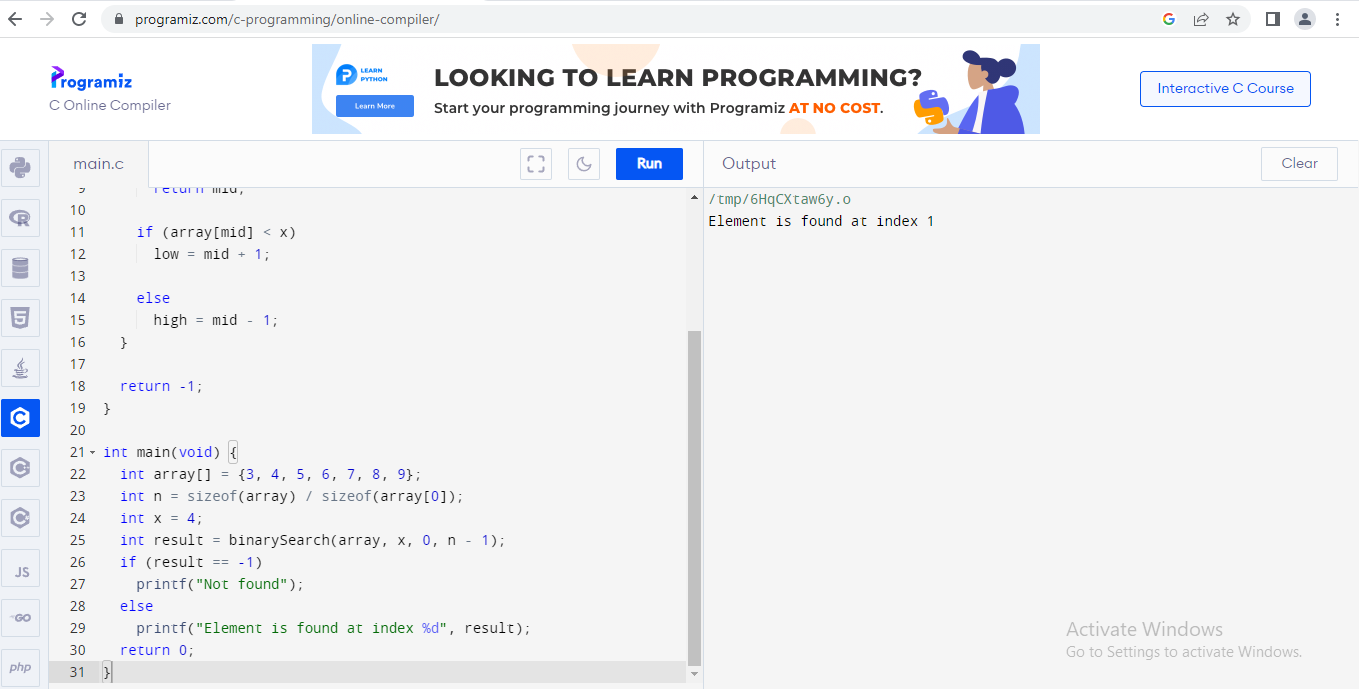 programiz.com/c-programming/online-compiler/
Programiz
C Online Compiler
LEARN
PYTHON
Learn More
LOOKING TO LEARN PROGRAMMING?
Start your programming journey with Programiz AT NO COST.
Interactive C Course
main.c
Run
Output
Clear
9 return mid;
10
11 if (array[mid] < x)
12 low = mid + 1;
13
14 else
15 high = mid - 1;
16 }
17
18 return -1;
19 }
20
21 int main(void) {
22 int array[] = {3, 4, 5, 6, 7, 8, 9};
23 int n = sizeof(array) / sizeof(array[0]);
24 int x = 4;
25 int result = binarySearch(array, x, 0, n - 1);
26 if (result == -1)
27 printf("Not found");
28 else
29 printf("Element is found at index %d", result);
30 return 0;
31 }
/tmp/6HqCXtaw6y.o
Element is found at index 1
JS
GO
php
Activate Windows
Go to Settings to activate Windows.